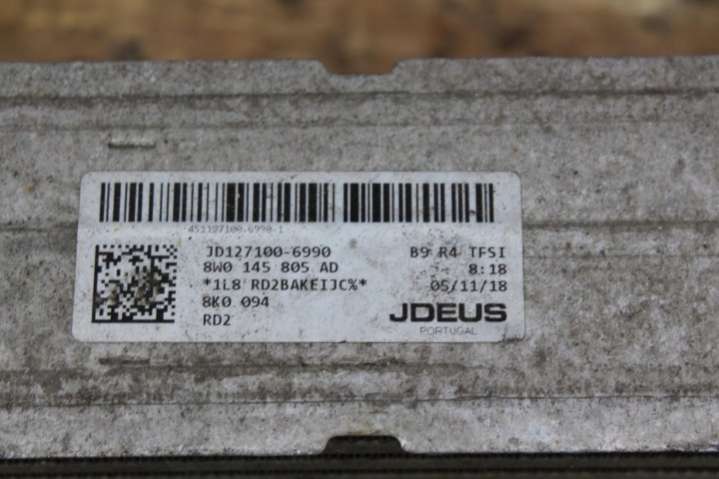 451127100-6990-1
JD127100-6990 B9 R4 TFSI
8W0 145 805 AD 8:18
*1L8 RD2BAKEIJC%* 05/11/18
8K0 094 JDEUS
RD2 PORTUGAL